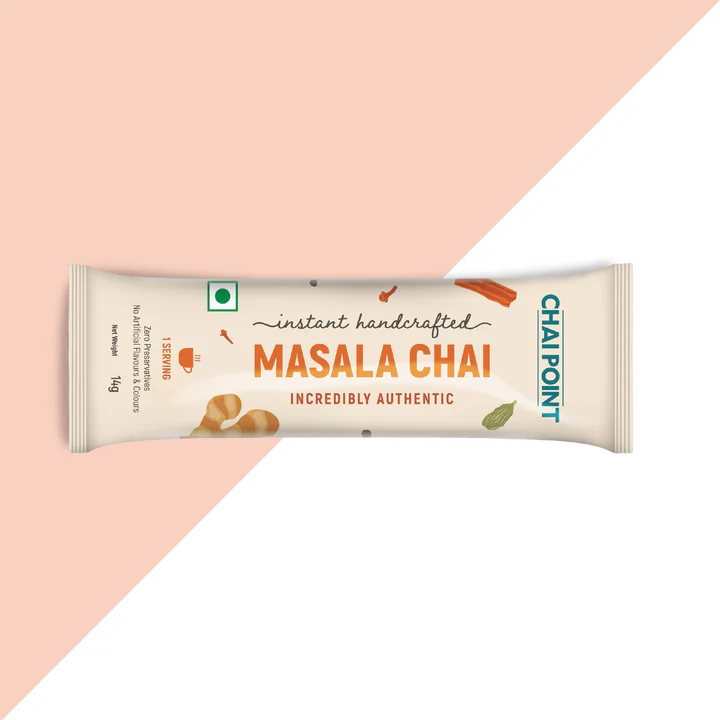 instant handcrafted
MASALA CHAI
INCREDIBLY AUTHENTIC
CHAI POINT
1 SERVING
Zero Preservatives
No Artificial Flavours & Colours
Net Weight
14g